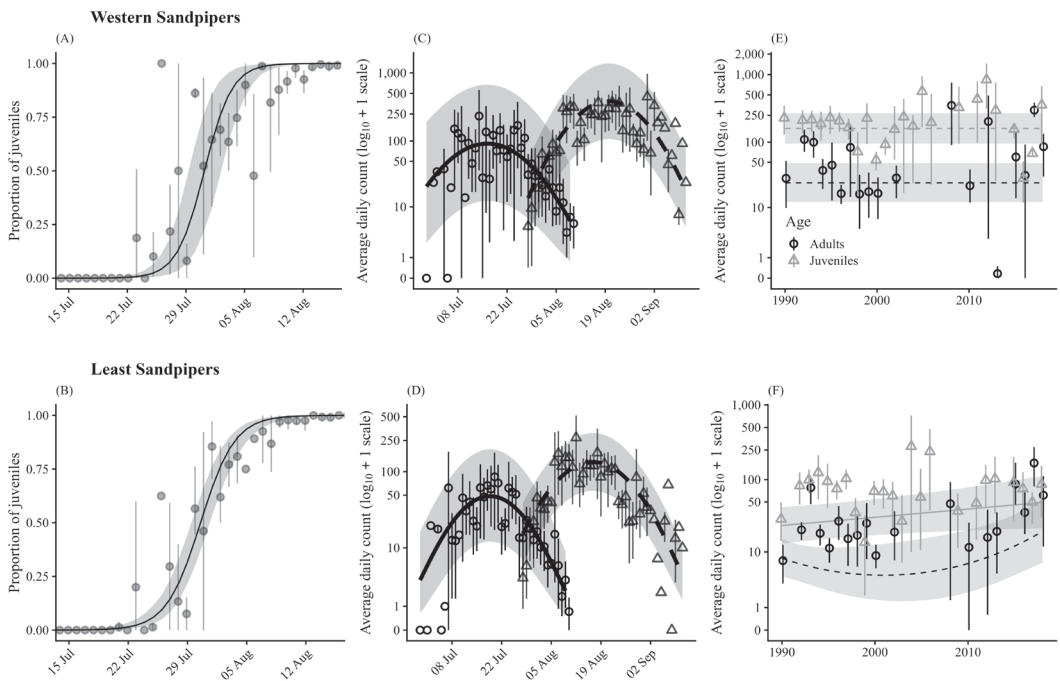 Western Sandpipers
(A)
Proportion of juveniles
1.00
0.75
0.50
0.25
0.00
15 Jul
22 Jul
29 Jul
05 Aug
12 Aug
(C)
Average daily count (log₁₀ + 1 scale)
1,000
500
250
100
50
10
1
0
08 Jul
22 Jul
05 Aug
19 Aug
02 Sep
(E)
Average daily count (log₁₀ + 1 scale)
2,000
1,000
500
250
100
50
10
1
0
Age
Adults
Juveniles
1990
2000
2010
Least Sandpipers
(B)
Proportion of juveniles
1.00
0.75
0.50
0.25
0.00
15 Jul
22 Jul
29 Jul
05 Aug
12 Aug
(D)
Average daily count (log₁₀ + 1 scale)
500
250
100
50
10
1
0
08 Jul
22 Jul
05 Aug
19 Aug
02 Sep
(F)
Average daily count (log₁₀ + 1 scale)
1,000
500
250
100
50
10
1
0
1990
2000
2010